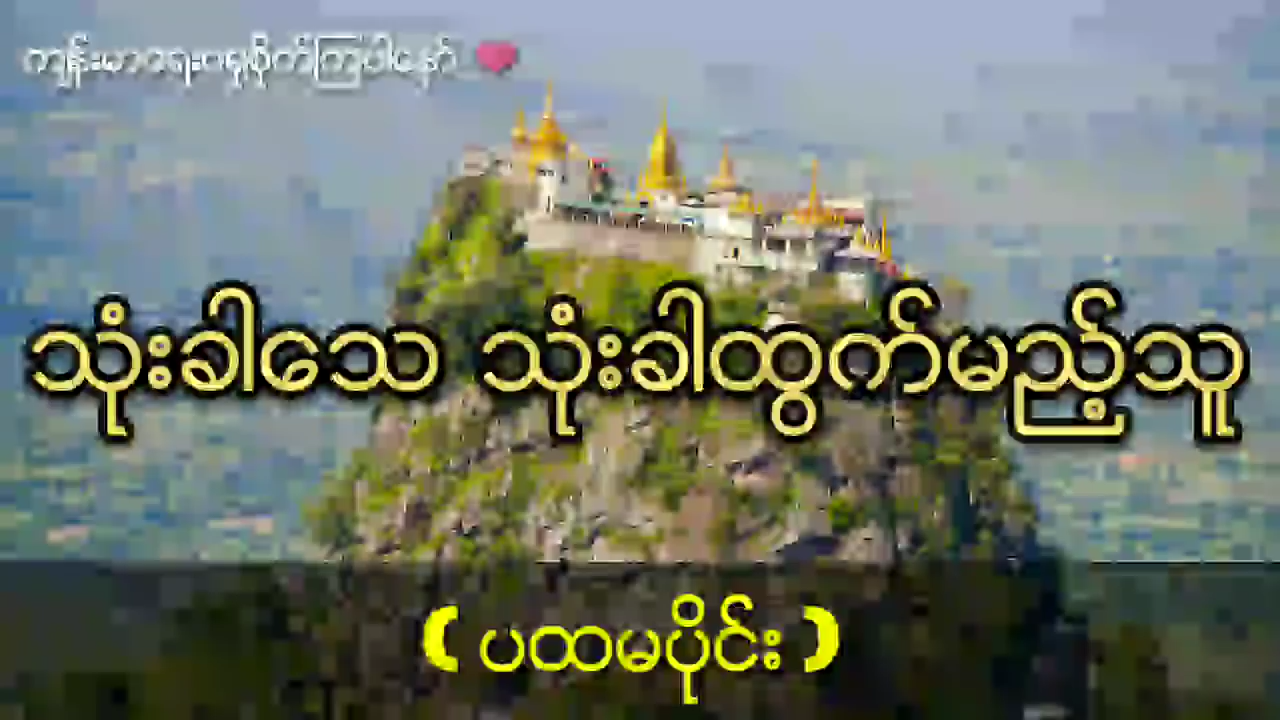 ကျန်းမာရေးဂရုစိုက်ကြပါနော် ❤
သုံးခါသေ သုံးခါထွက်မည့်သူ
( ပထမပိုင်း )